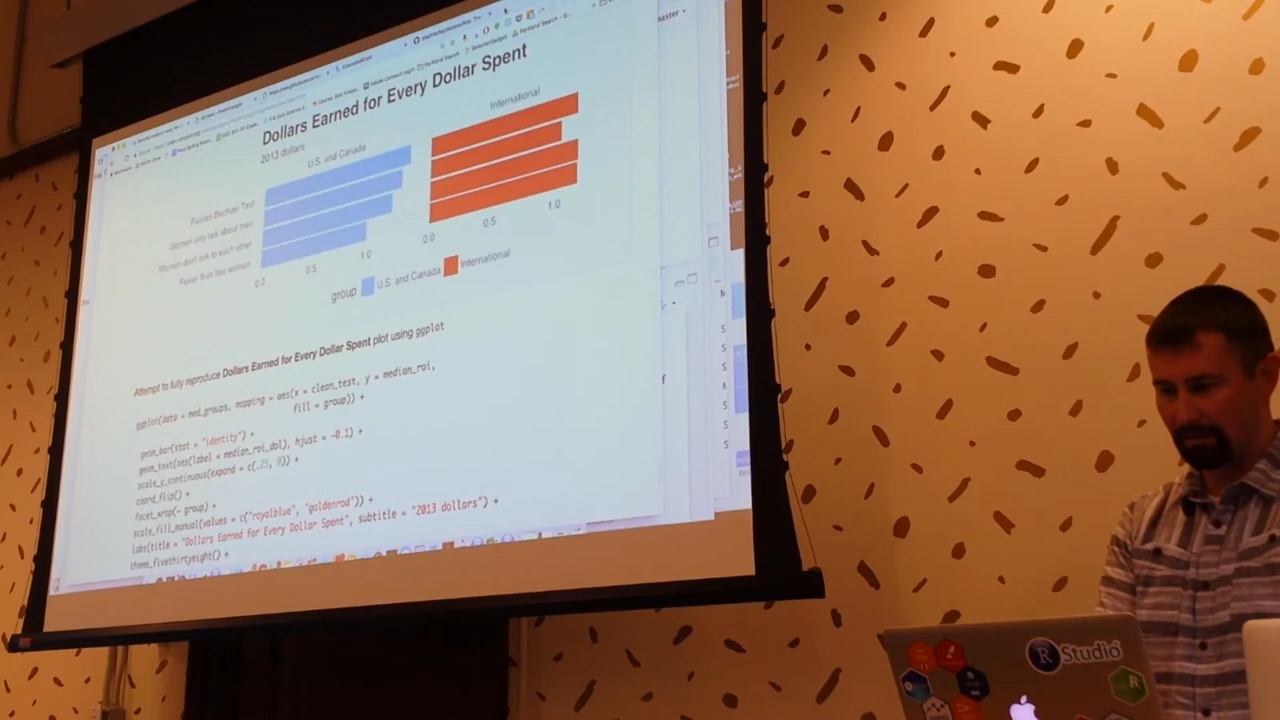 Dollars Earned for Every Dollar Spent
2013 dollars
U.S. and Canada
International
Passes Bechdel Test
Women only talk about men
Women don't talk to each other
Fewer than two women
0.0 0.5 1.0
0.0 0.5 1.0
group U.S. and Canada International
Attempt to fully reproduce Dollars Earned for Every Dollar Spent plot using ggplot
ggplot(data = med_groups, mapping = aes(x = clean_test, y = median_roi,
fill = group)) +
geom_bar(stat = "identity") +
geom_text(aes(label = median_roi_dol), hjust = -0.1) +
scale_y_continuous(expand = c(.25, 0)) +
coord_flip() +
facet_wrap(~ group) +
scale_fill_manual(values = c("royalblue", "goldenrod")) +
labs(title = "Dollars Earned for Every Dollar Spent", subtitle = "2013 dollars") +
theme_fivethirtyeight() +
R Studio
R